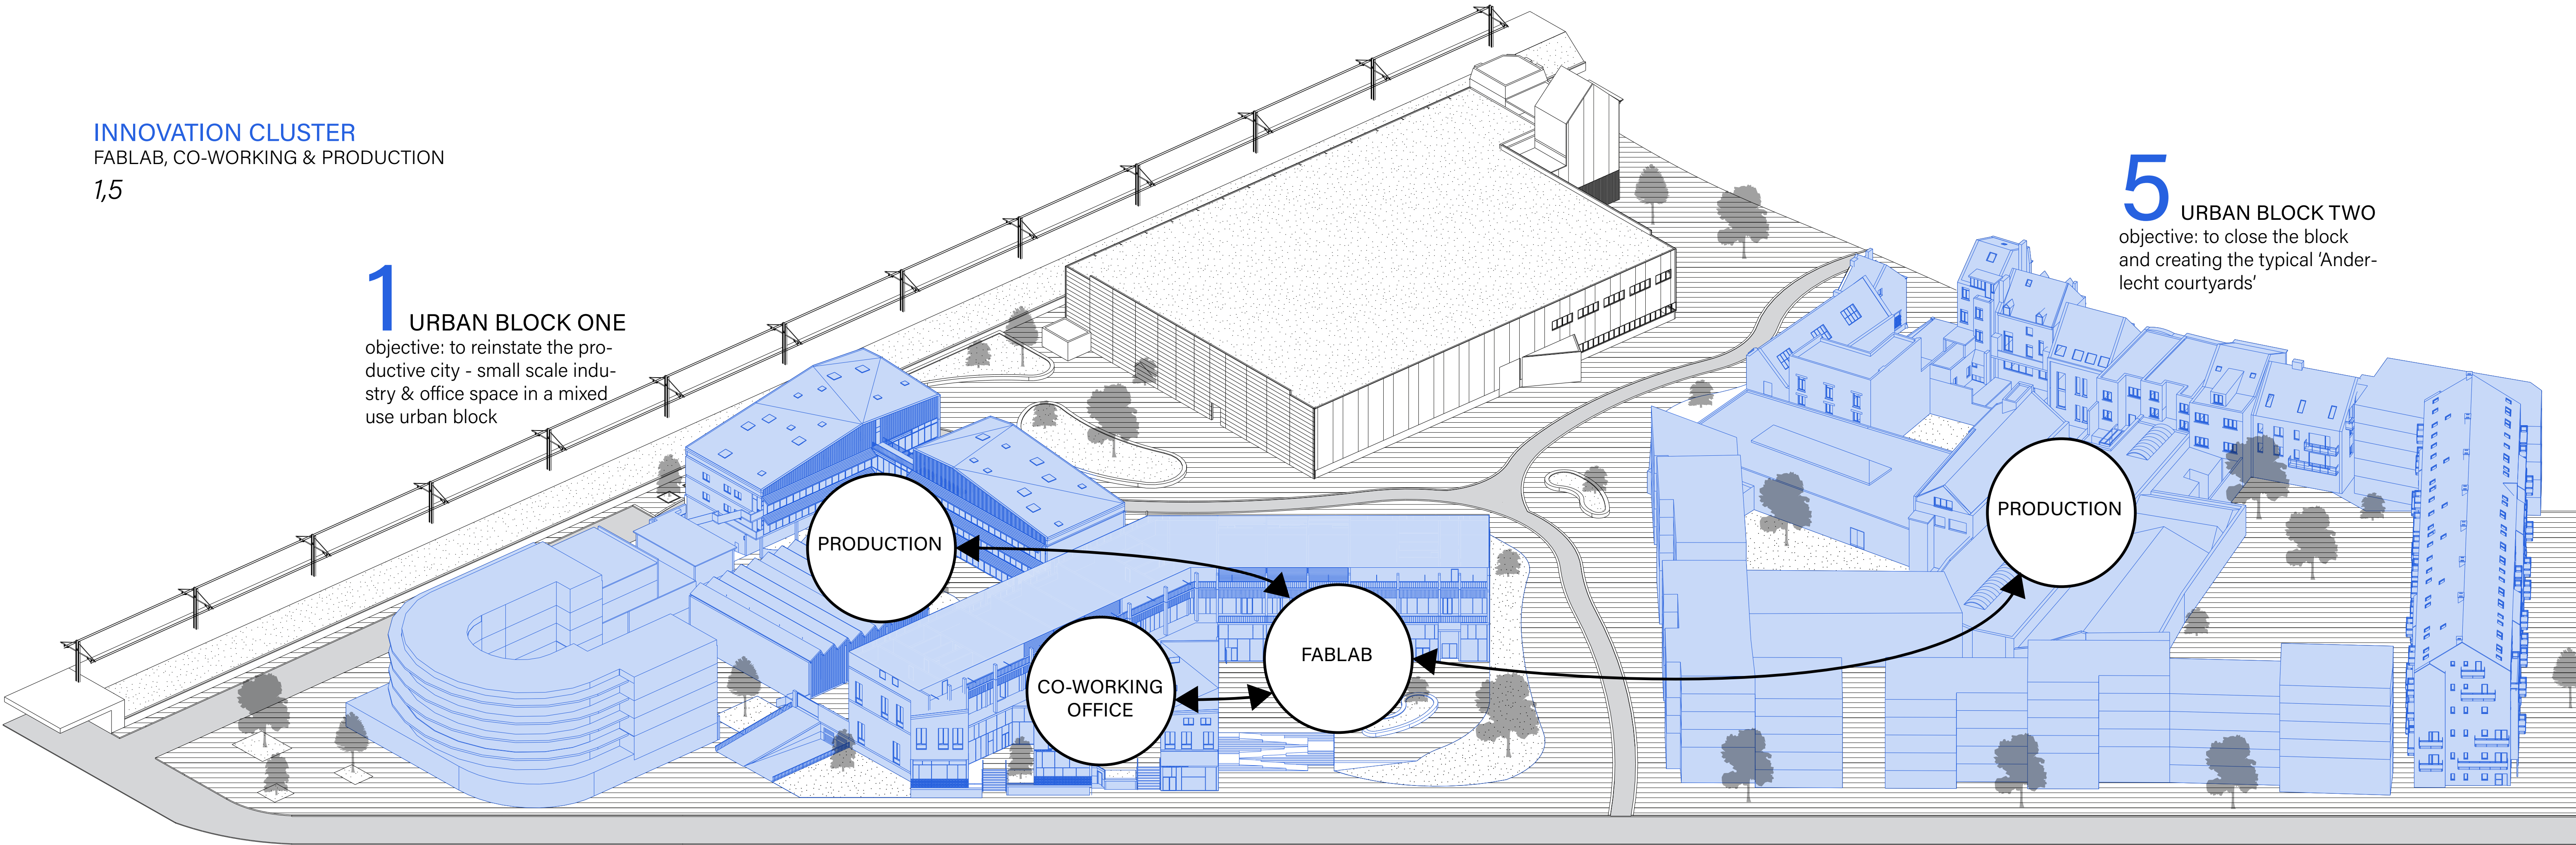 INNOVATION CLUSTER
FABLAB, CO-WORKING & PRODUCTION
1,5
1 URBAN BLOCK ONE
objective: to reinstate the pro-
ductive city - small scale indu-
stry & office space in a mixed
use urban block
5 URBAN BLOCK TWO
objective: to close the block
and creating the typical ‘Ander-
lecht courtyards’
PRODUCTION
CO-WORKING
OFFICE
FABLAB
PRODUCTION